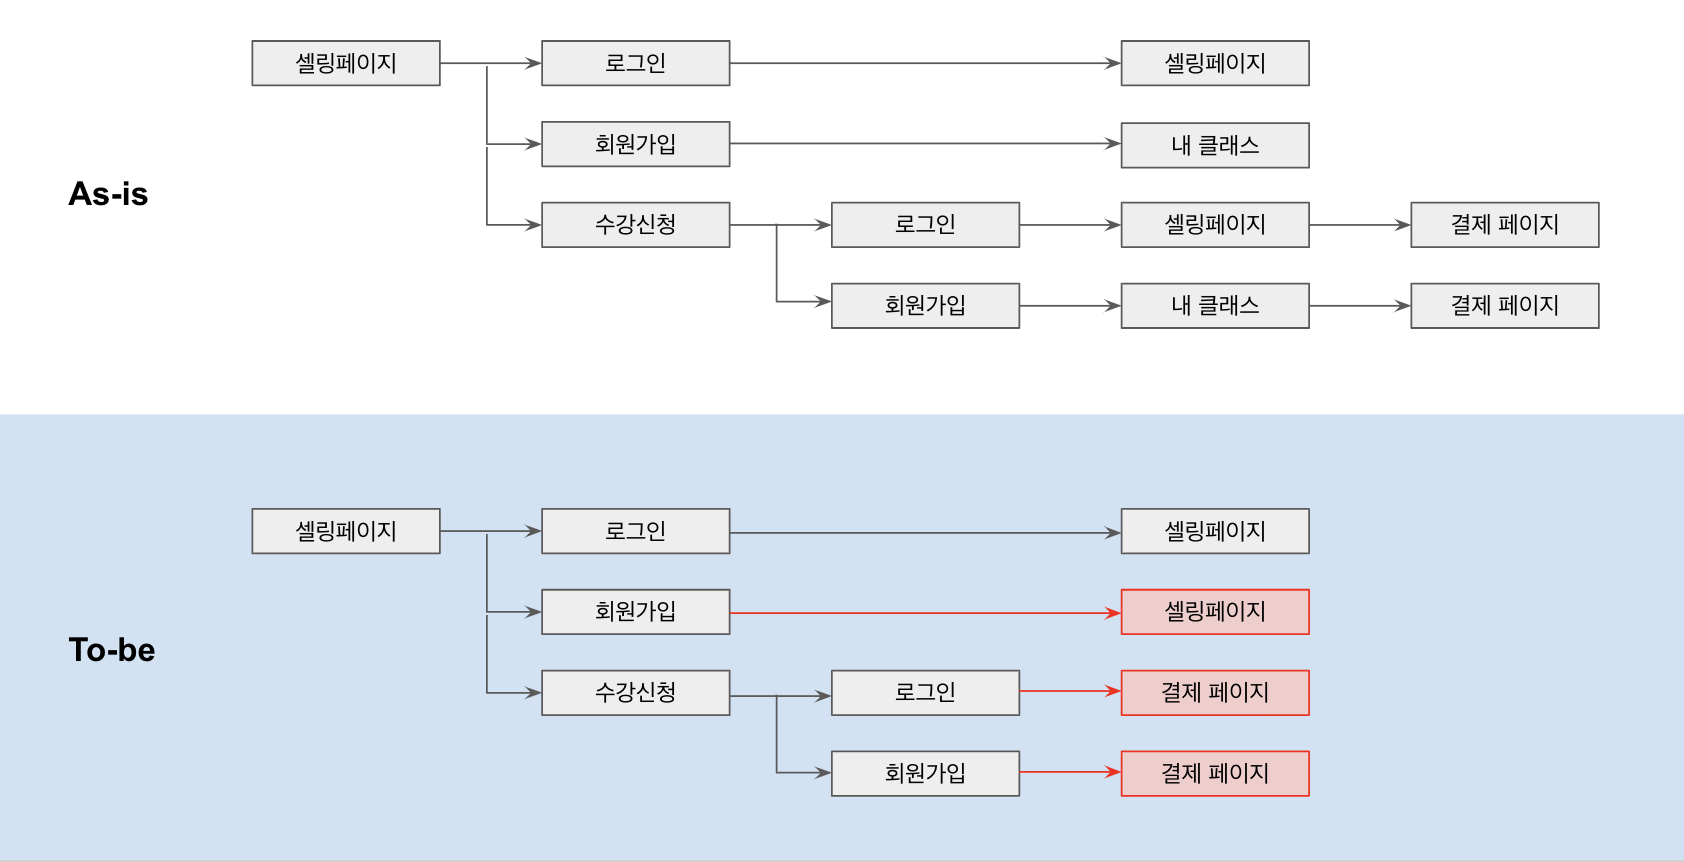 셀링페이지
로그인
셀링페이지
회원가입
내 클래스
As-is
수강신청
로그인
셀링페이지
결제 페이지
회원가입
내 클래스
결제 페이지
셀링페이지
로그인
셀링페이지
회원가입
셀링페이지
To-be
수강신청
로그인
결제 페이지
회원가입
결제 페이지